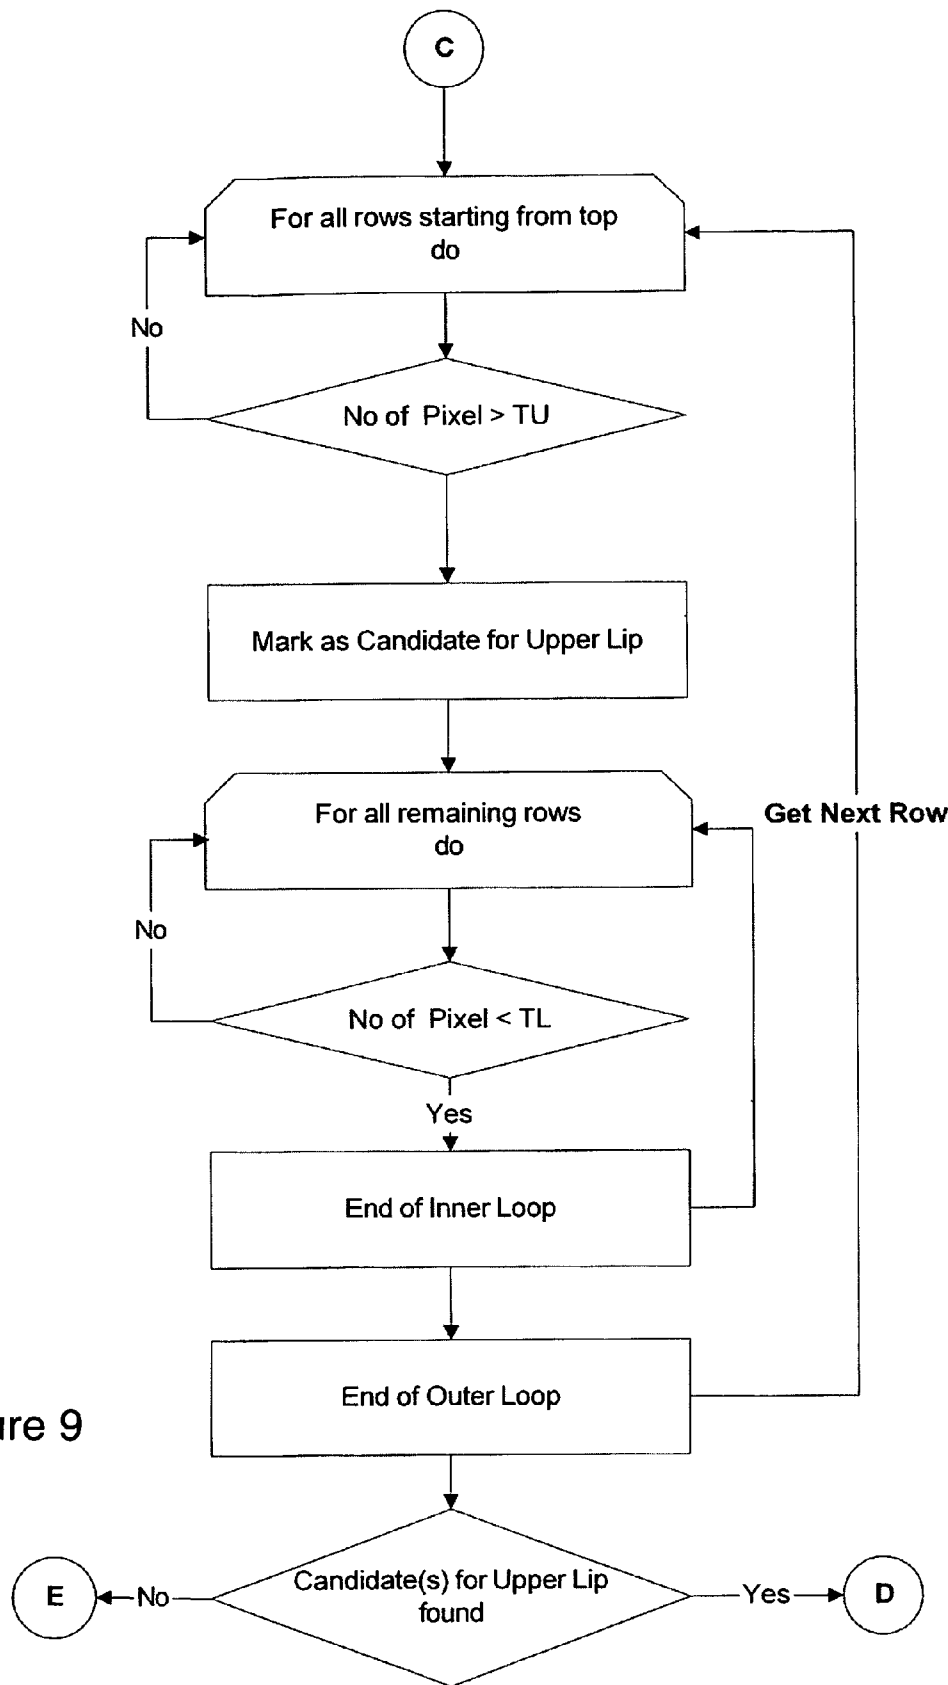 C
For all rows starting from top
do
No
No of Pixel > TU
Mark as Candidate for Upper Lip
For all remaining rows
do
Get Next Row
No
No of Pixel < TL
Yes
End of Inner Loop
End of Outer Loop
ure 9
Candidate(s) for Upper Lip
found
E
No
Yes
D